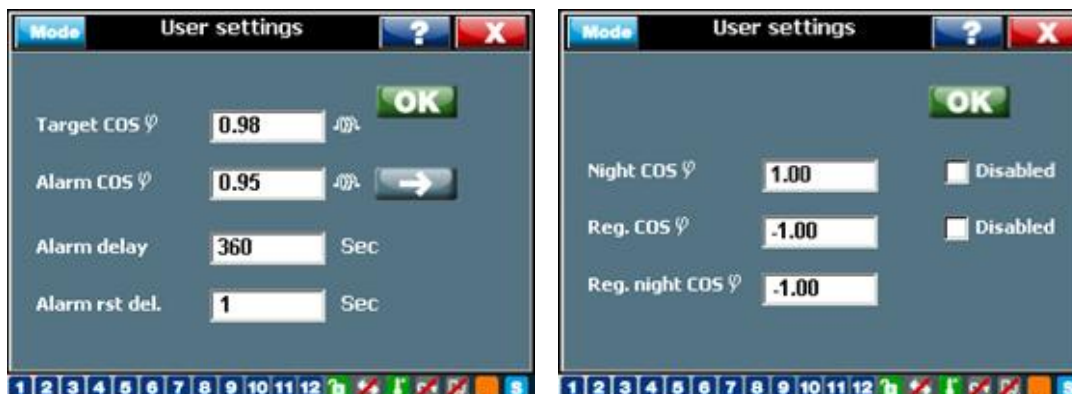 Mode User settings ? X
OK
Target COS φ 0.98
Alarm COS φ 0.95
Alarm delay 360 Sec
Alarm rst del. 1 Sec
1 2 3 4 5 6 7 8 9 10 11 12 S
Mode User settings ? X
OK
Night COS φ 1.00 Disabled
Reg. COS φ -1.00 Disabled
Reg. night COS φ -1.00
1 2 3 4 5 6 7 8 9 10 11 12 S